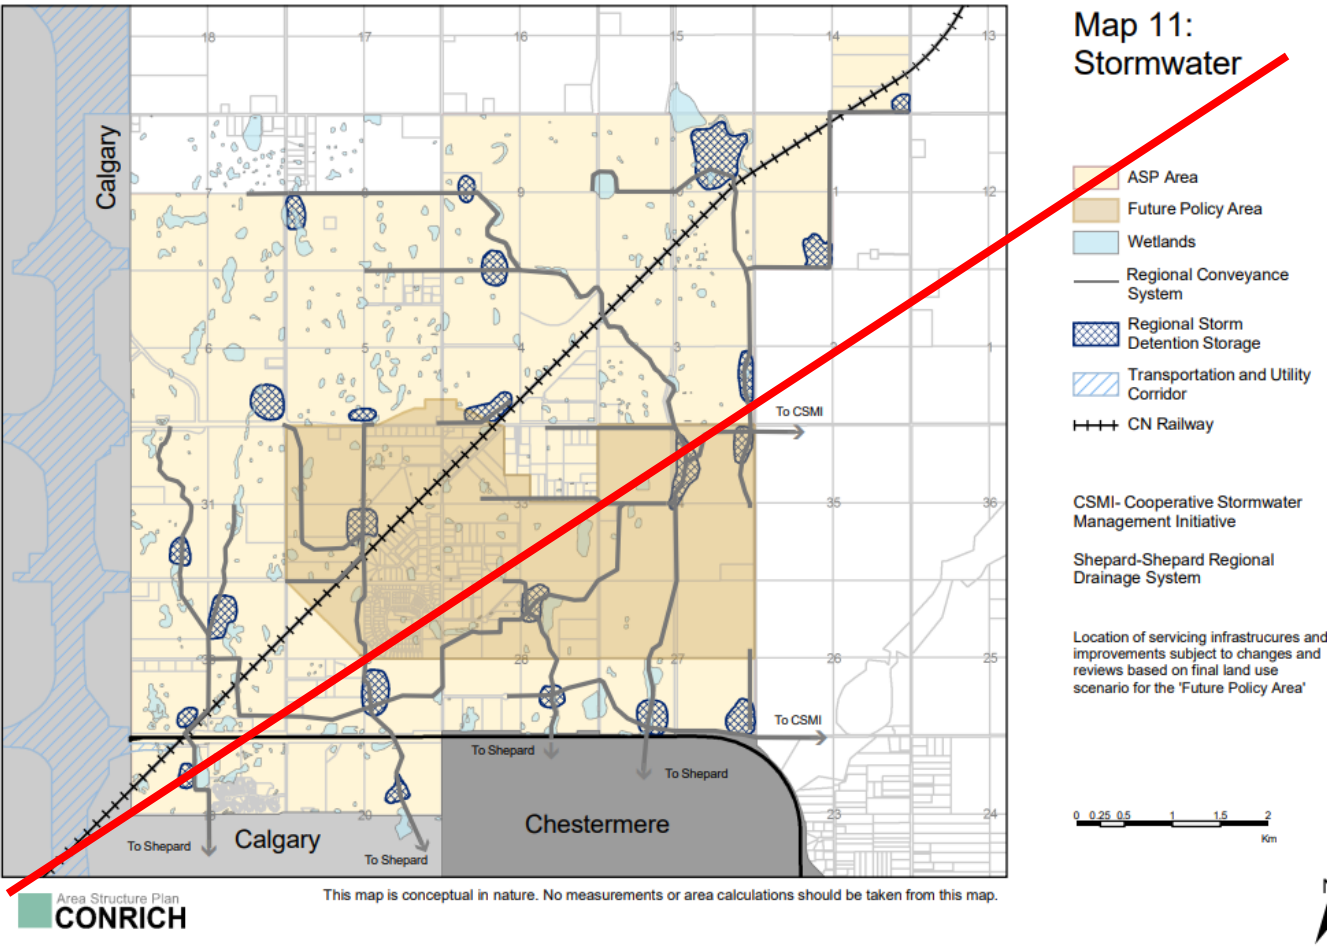 Map 11:
Stormwater
18
17
16
15
14
13
Calgary
7
8
9
1
12
6
5
4
3
2
1
To CSMI
31
33
35
36
28
27
26
25
To CSMI
To Shepard
To Shepard
20
23
24
To Shepard
Calgary
To Shepard
Chestermere
ASP Area
Future Policy Area
Wetlands
Regional Conveyance
System
Regional Storm
Detention Storage
Transportation and Utility
Corridor
CN Railway
CSMI- Cooperative Stormwater
Management Initiative
Shepard-Shepard Regional
Drainage System
Location of servicing infrastrucures and
improvements subject to changes and
reviews based on final land use
scenario for the 'Future Policy Area'
0 0.25 0.5 1 1.5 2
Km
This map is conceptual in nature. No measurements or area calculations should be taken from this map.
Area Structure Plan
CONRICH